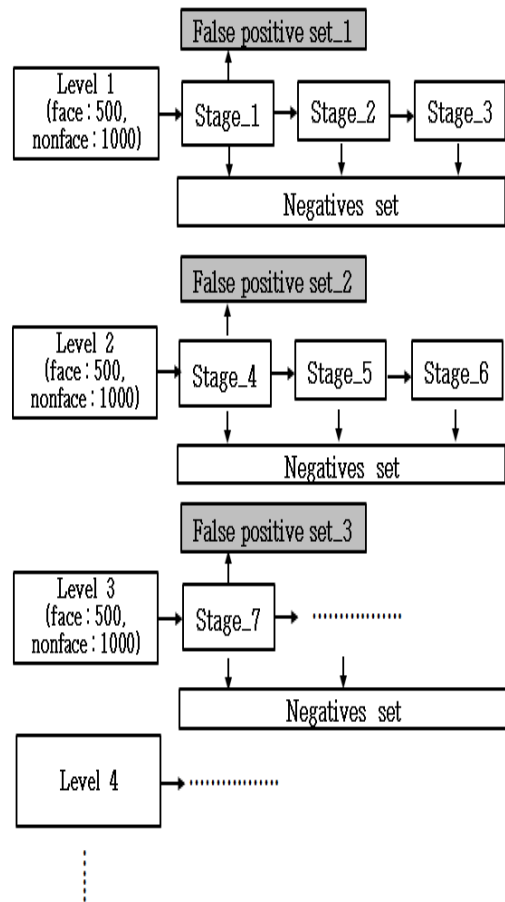 False positive set_1
Level 1
(face:500,
nonface:1000)
Stage_1
Stage_2
Stage_3
Negatives set
False positive set_2
Level 2
(face:500,
nonface:1000)
Stage_4
Stage_5
Stage_6
Negatives set
False positive set_3
Level 3
(face:500,
nonface:1000)
Stage_7
Negatives set
Level 4